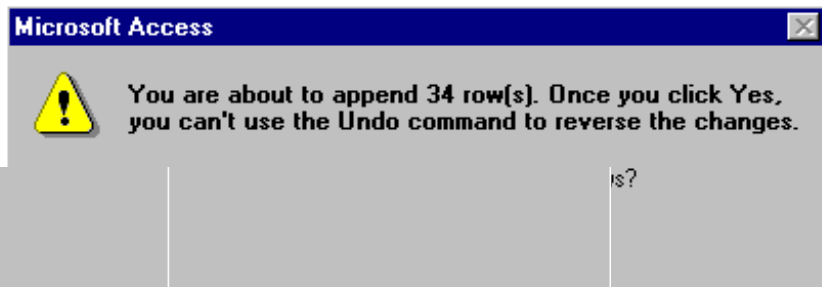 Microsoft Access
You are about to append 34 row(s). Once you click Yes,
you can't use the Undo command to reverse the changes.